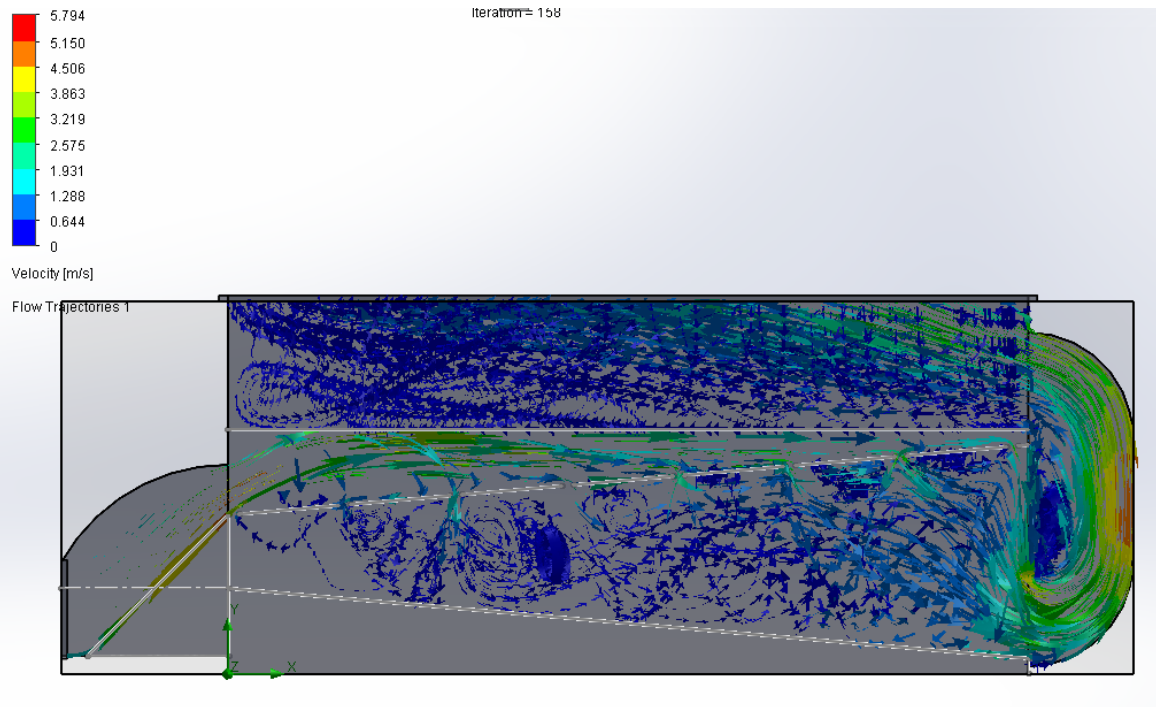 5.794
Iteration = 158
5.150
4.506
3.863
3.219
2.575
1.931
1.288
0.644
0
Velocity [m/s]
Flow Trajectories 1
Y
Z
X